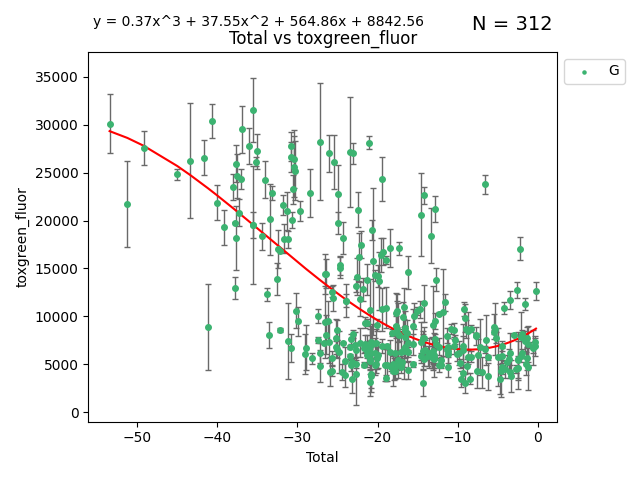 y = 0.37x^3 + 37.55x^2 + 564.86x + 8842.56
N = 312
Total vs toxgreen_fluor
G
35000
30000
25000
20000
15000
10000
5000
0
toxgreen_fluor
−50 −40 −30 −20 −10 0
Total